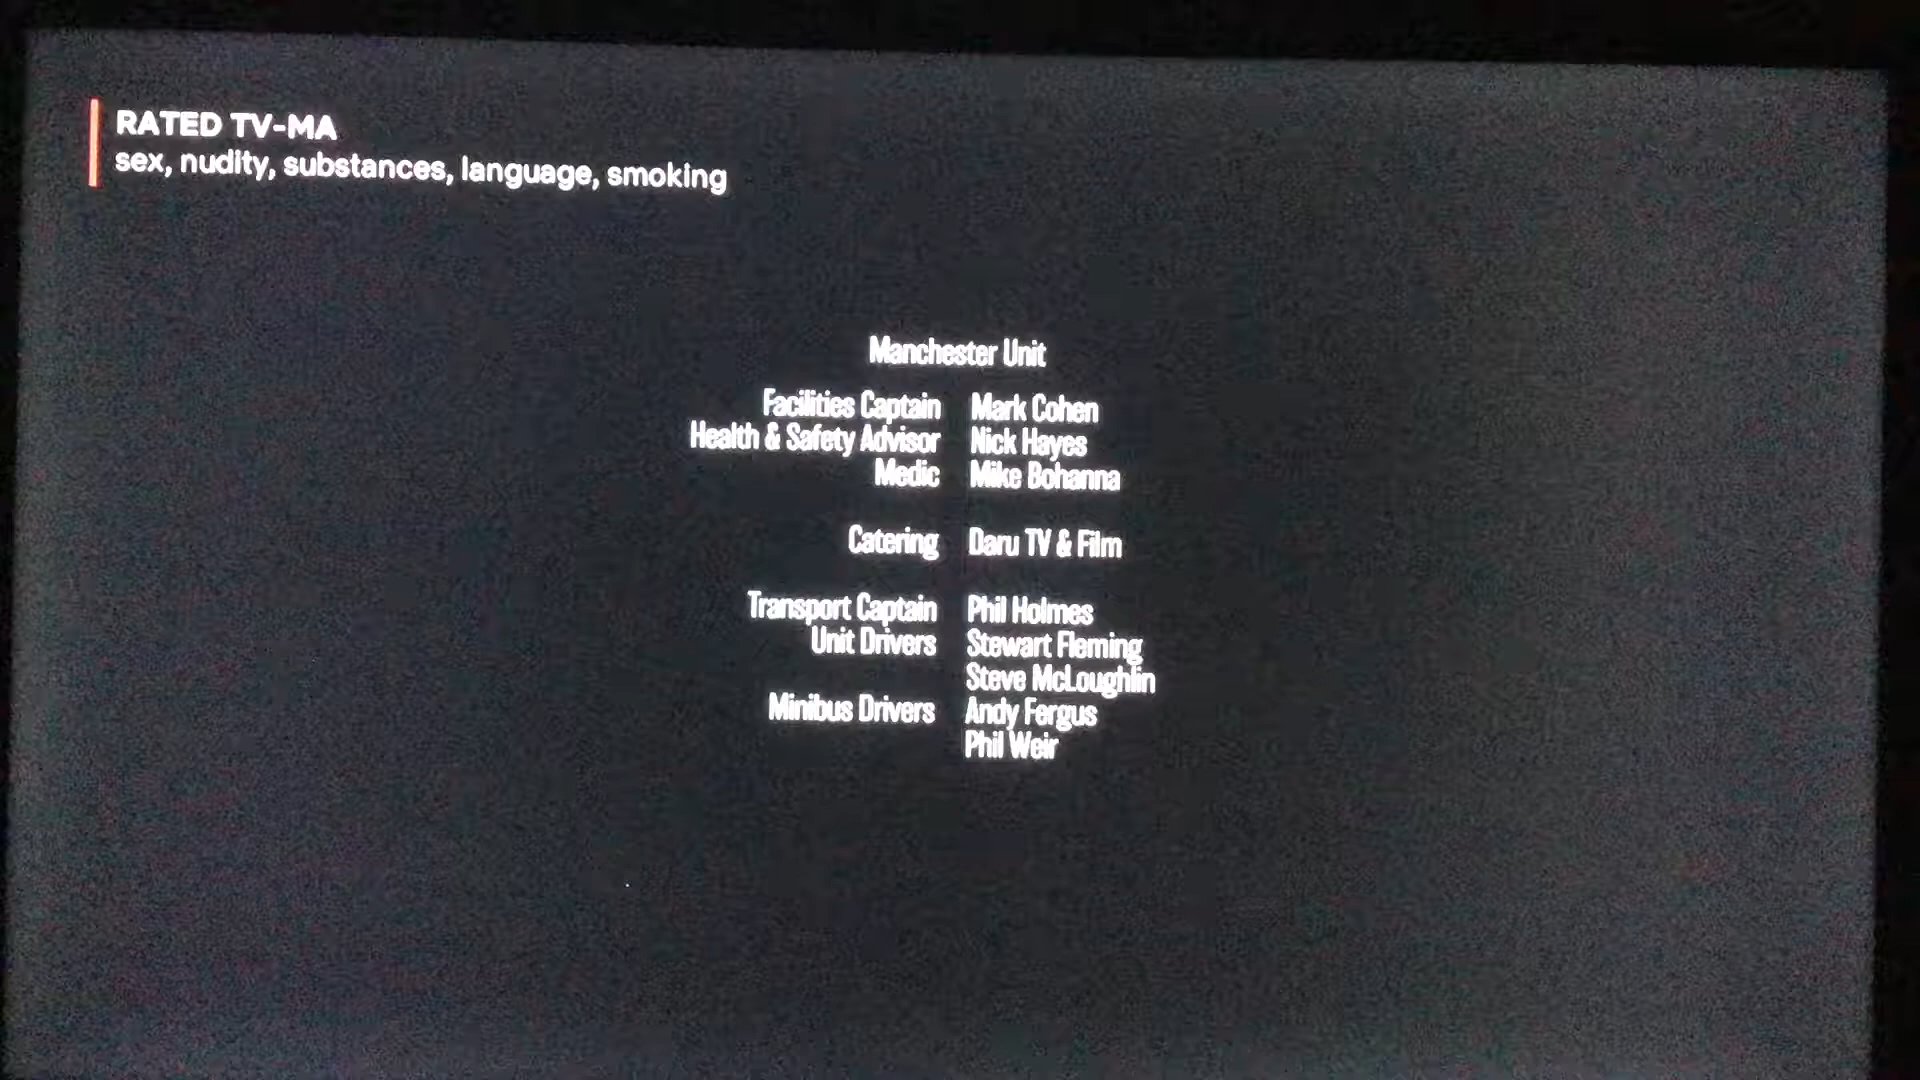 RATED TV-MA
sex, nudity, substances, language, smoking
Manchester Unit
Facilities Captain Mark Cohen
Health & Safety Advisor Nick Hayes
Medic Mike Bohanna
Catering Daru TV & Film
Transport Captain Phil Holmes
Unit Drivers Stewart Fleming
Steve McLoughlin
Minibus Drivers Andy Fergus
Phil Weir